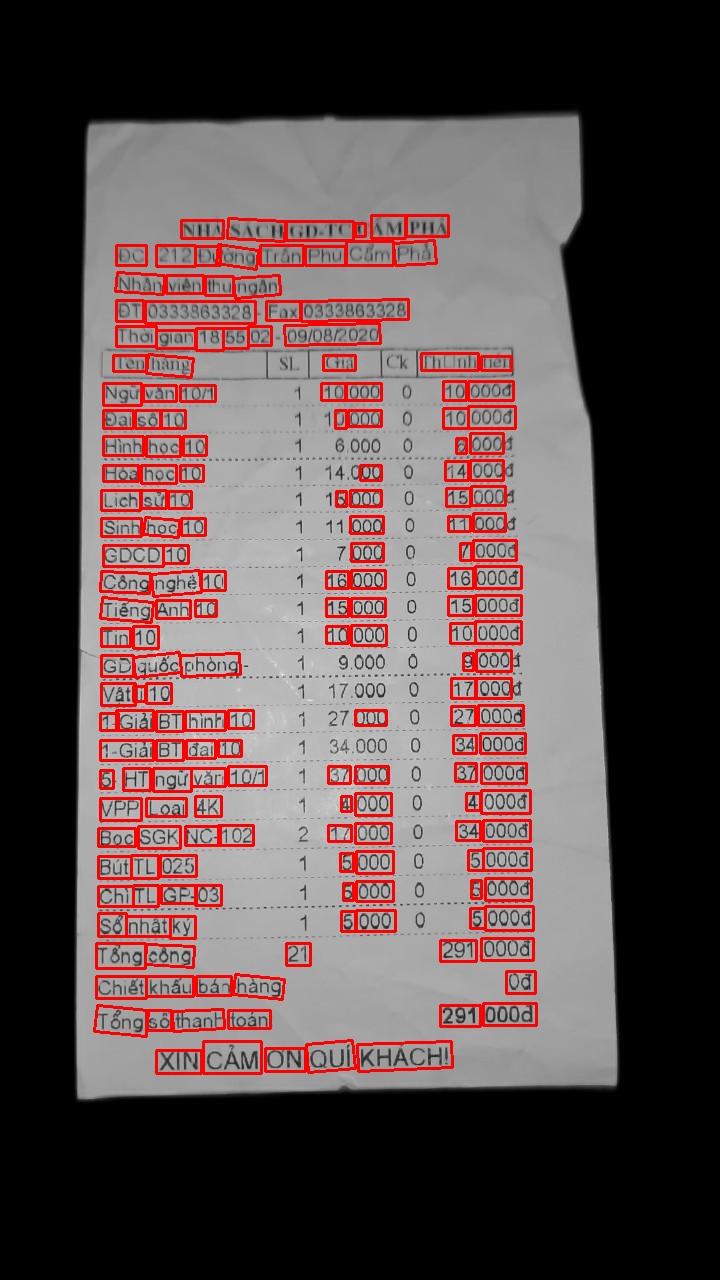 NHÀ SÁCH GD-TC CẨM PHẢ
ĐC: 212 Đường Trần Phú Cẩm Phả
Nhân viên thu ngân
ĐT 0333863328 - Fax 0333863328
Thời gian 18:55:02 - 09/08/2020
Tên hàng SL Giá Ck Thành tiền
Ngữ văn 10/1 1 10.000 0 10.000đ
Đại số 10 1 10.000 0 10.000đ
Hình học 10 1 6.000 0 6.000đ
Hóa học 10 1 14.000 0 14.000đ
Lịch sử 10 1 15.000 0 15.000đ
Sinh học 10 1 11.000 0 11.000đ
GDCD 10 1 7.000 0 7.000đ
Công nghệ 10 1 16.000 0 16.000đ
Tiếng Anh 10 1 15.000 0 15.000đ
Tin 10 1 10.000 0 10.000đ
GD quốc phòng - 1 9.000 0 9.000đ
Vật lí 10 1 17.000 0 17.000đ
1-Giải BT hình 10 1 27.000 0 27.000đ
1-Giải BT đại 10 1 34.000 0 34.000đ
5- HT ngữ văn 10/1 1 37.000 0 37.000đ
VPP Loại 4K 1 4.000 0 4.000đ
Bọc SGK NC-102 2 17.000 0 34.000đ
Bút TL 025 1 5.000 0 5.000đ
Chì TL GP-03 1 5.000 0 5.000đ
Sổ nhật ký 1 5.000 0 5.000đ
Tổng cộng 21 291.000đ
Chiết khấu bán hàng 0đ
Tổng số thanh toán 291.000đ
XIN CẢM ƠN QUÍ KHÁCH!